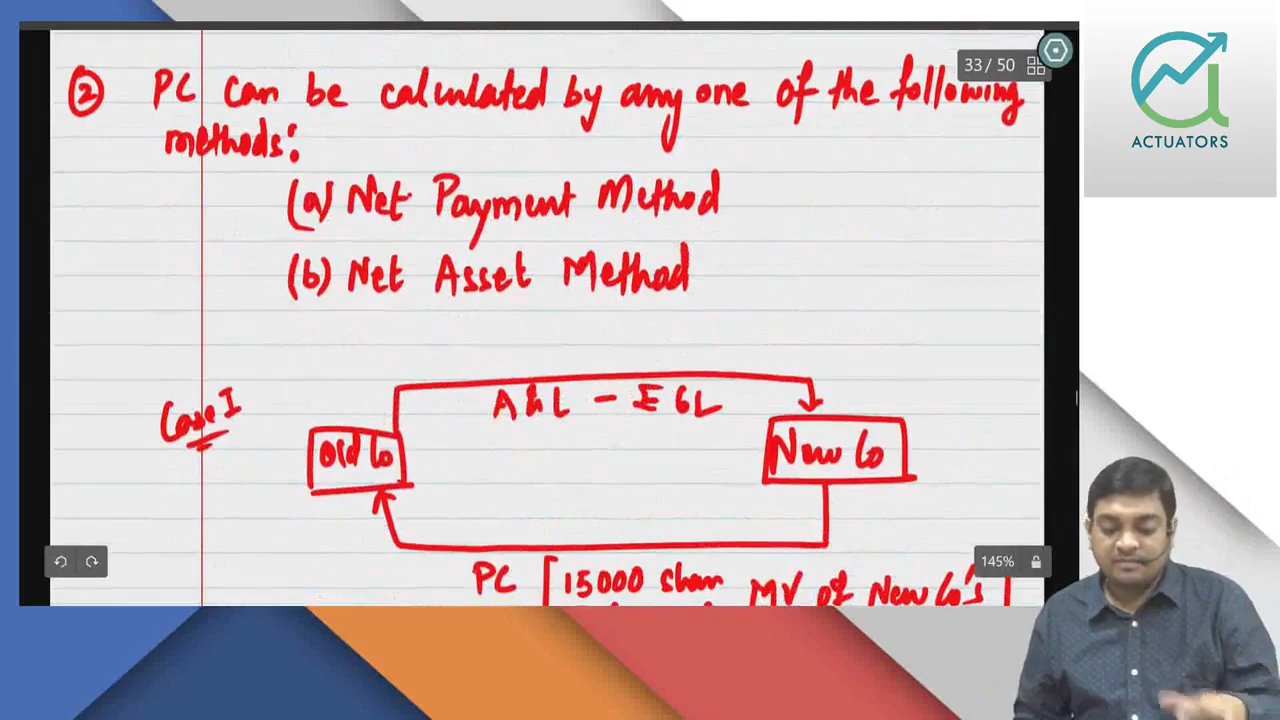 33 / 50
② PC can be calculated by any one of the following
methods:
(a) Net Payment Method
(b) Net Asset Method
Case I
A & L - I GL
Old Co
New Co
145%
PC [15000 share MV of New Co's]
ACTUATORS